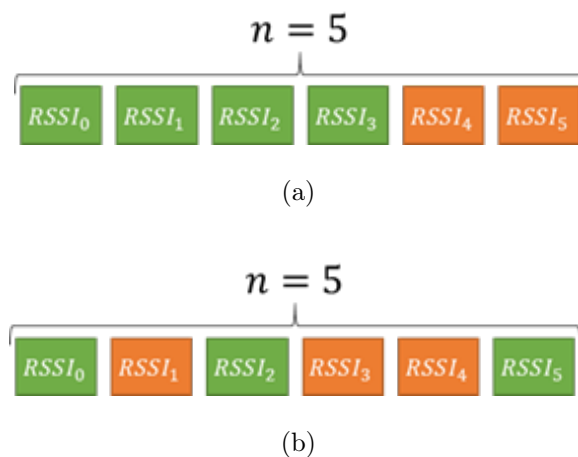 n = 5
RSSI₀ RSSI₁ RSSI₂ RSSI₃ RSSI₄ RSSI₅
(a)
n = 5
RSSI₀ RSSI₁ RSSI₂ RSSI₃ RSSI₄ RSSI₅
(b)